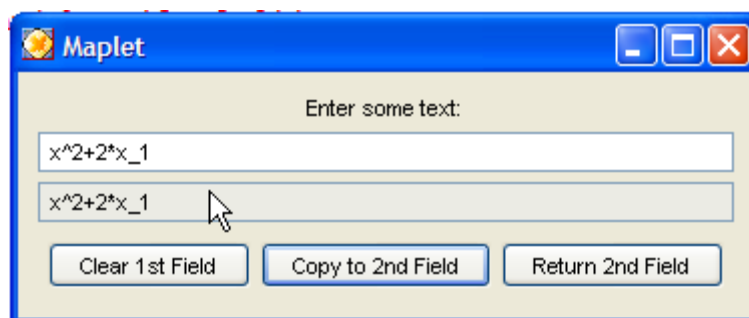 Maplet
Enter some text:
x^2+2*x_1
x^2+2*x_1
Clear 1st Field Copy to 2nd Field Return 2nd Field